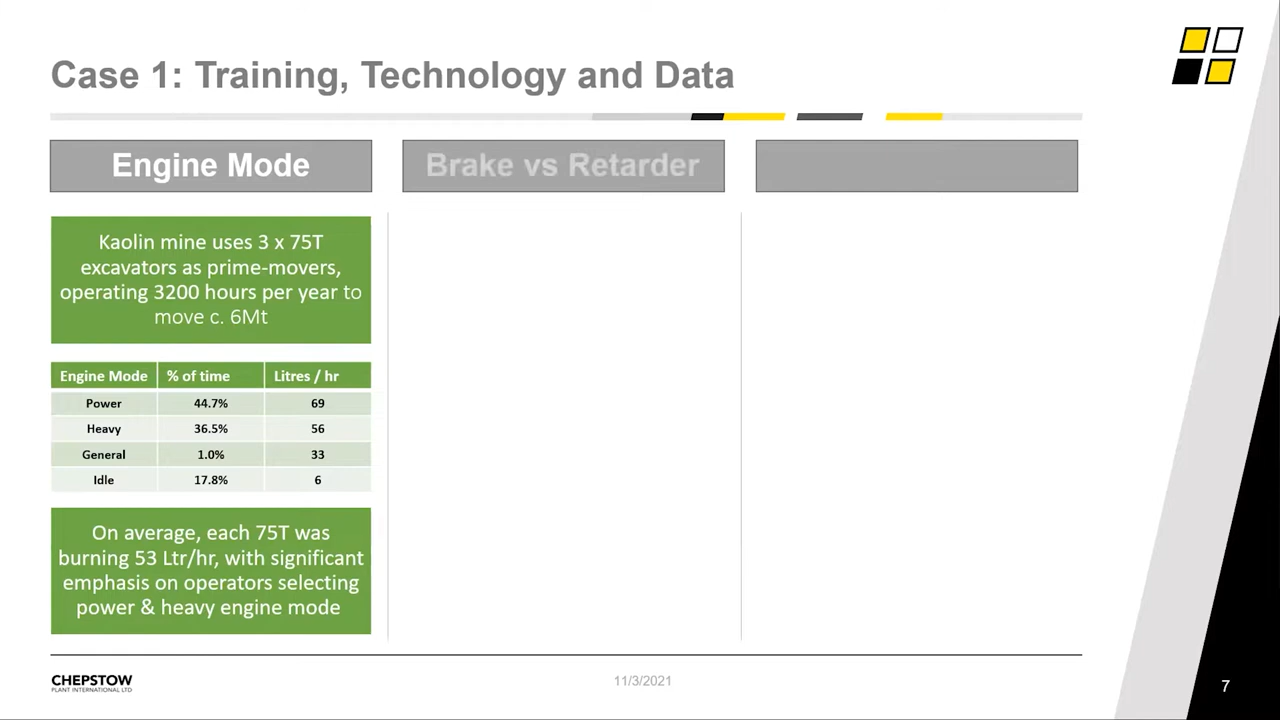 Case 1: Training, Technology and Data
Engine Mode
Brake vs Retarder
Kaolin mine uses 3 x 75T
excavators as prime-movers,
operating 3200 hours per year to
move c. 6Mt
Engine Mode % of time Litres / hr
Power 44.7% 69
Heavy 36.5% 56
General 1.0% 33
Idle 17.8% 6
On average, each 75T was
burning 53 Ltr/hr, with significant
emphasis on operators selecting
power & heavy engine mode
CHEPSTOW
PLANT INTERNATIONAL LTD
11/3/2021
7